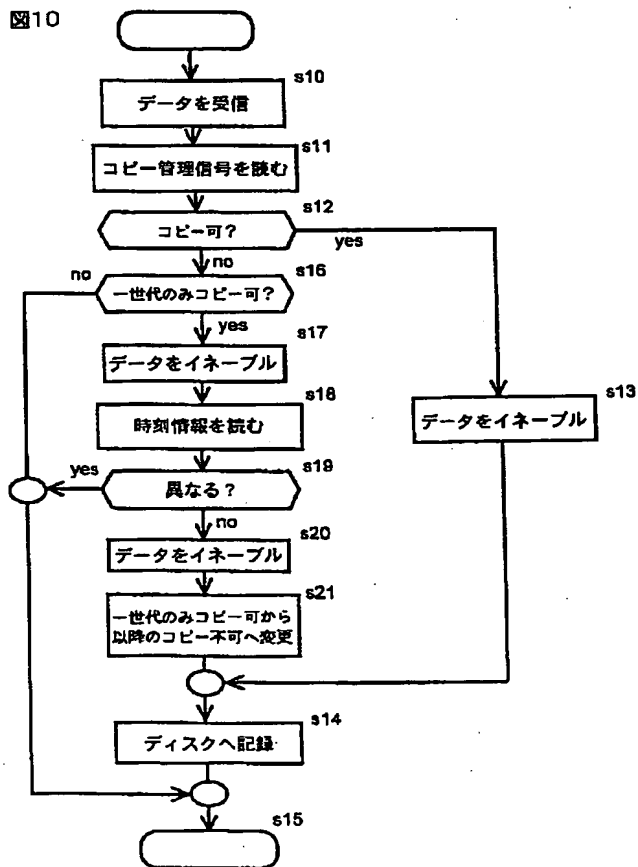 図10
s10
データを受信
s11
コピー管理信号を読む
s12
コピー可?
yes
no
s16
no
一世代のみコピー可?
yes
s17
データをイネーブル
s18
時刻情報を読む
s13
データをイネーブル
s19
yes
異なる?
no
s20
データをイネーブル
s21
一世代のみコピー可から
以降のコピー不可へ変更
s14
ディスクへ記録
s15